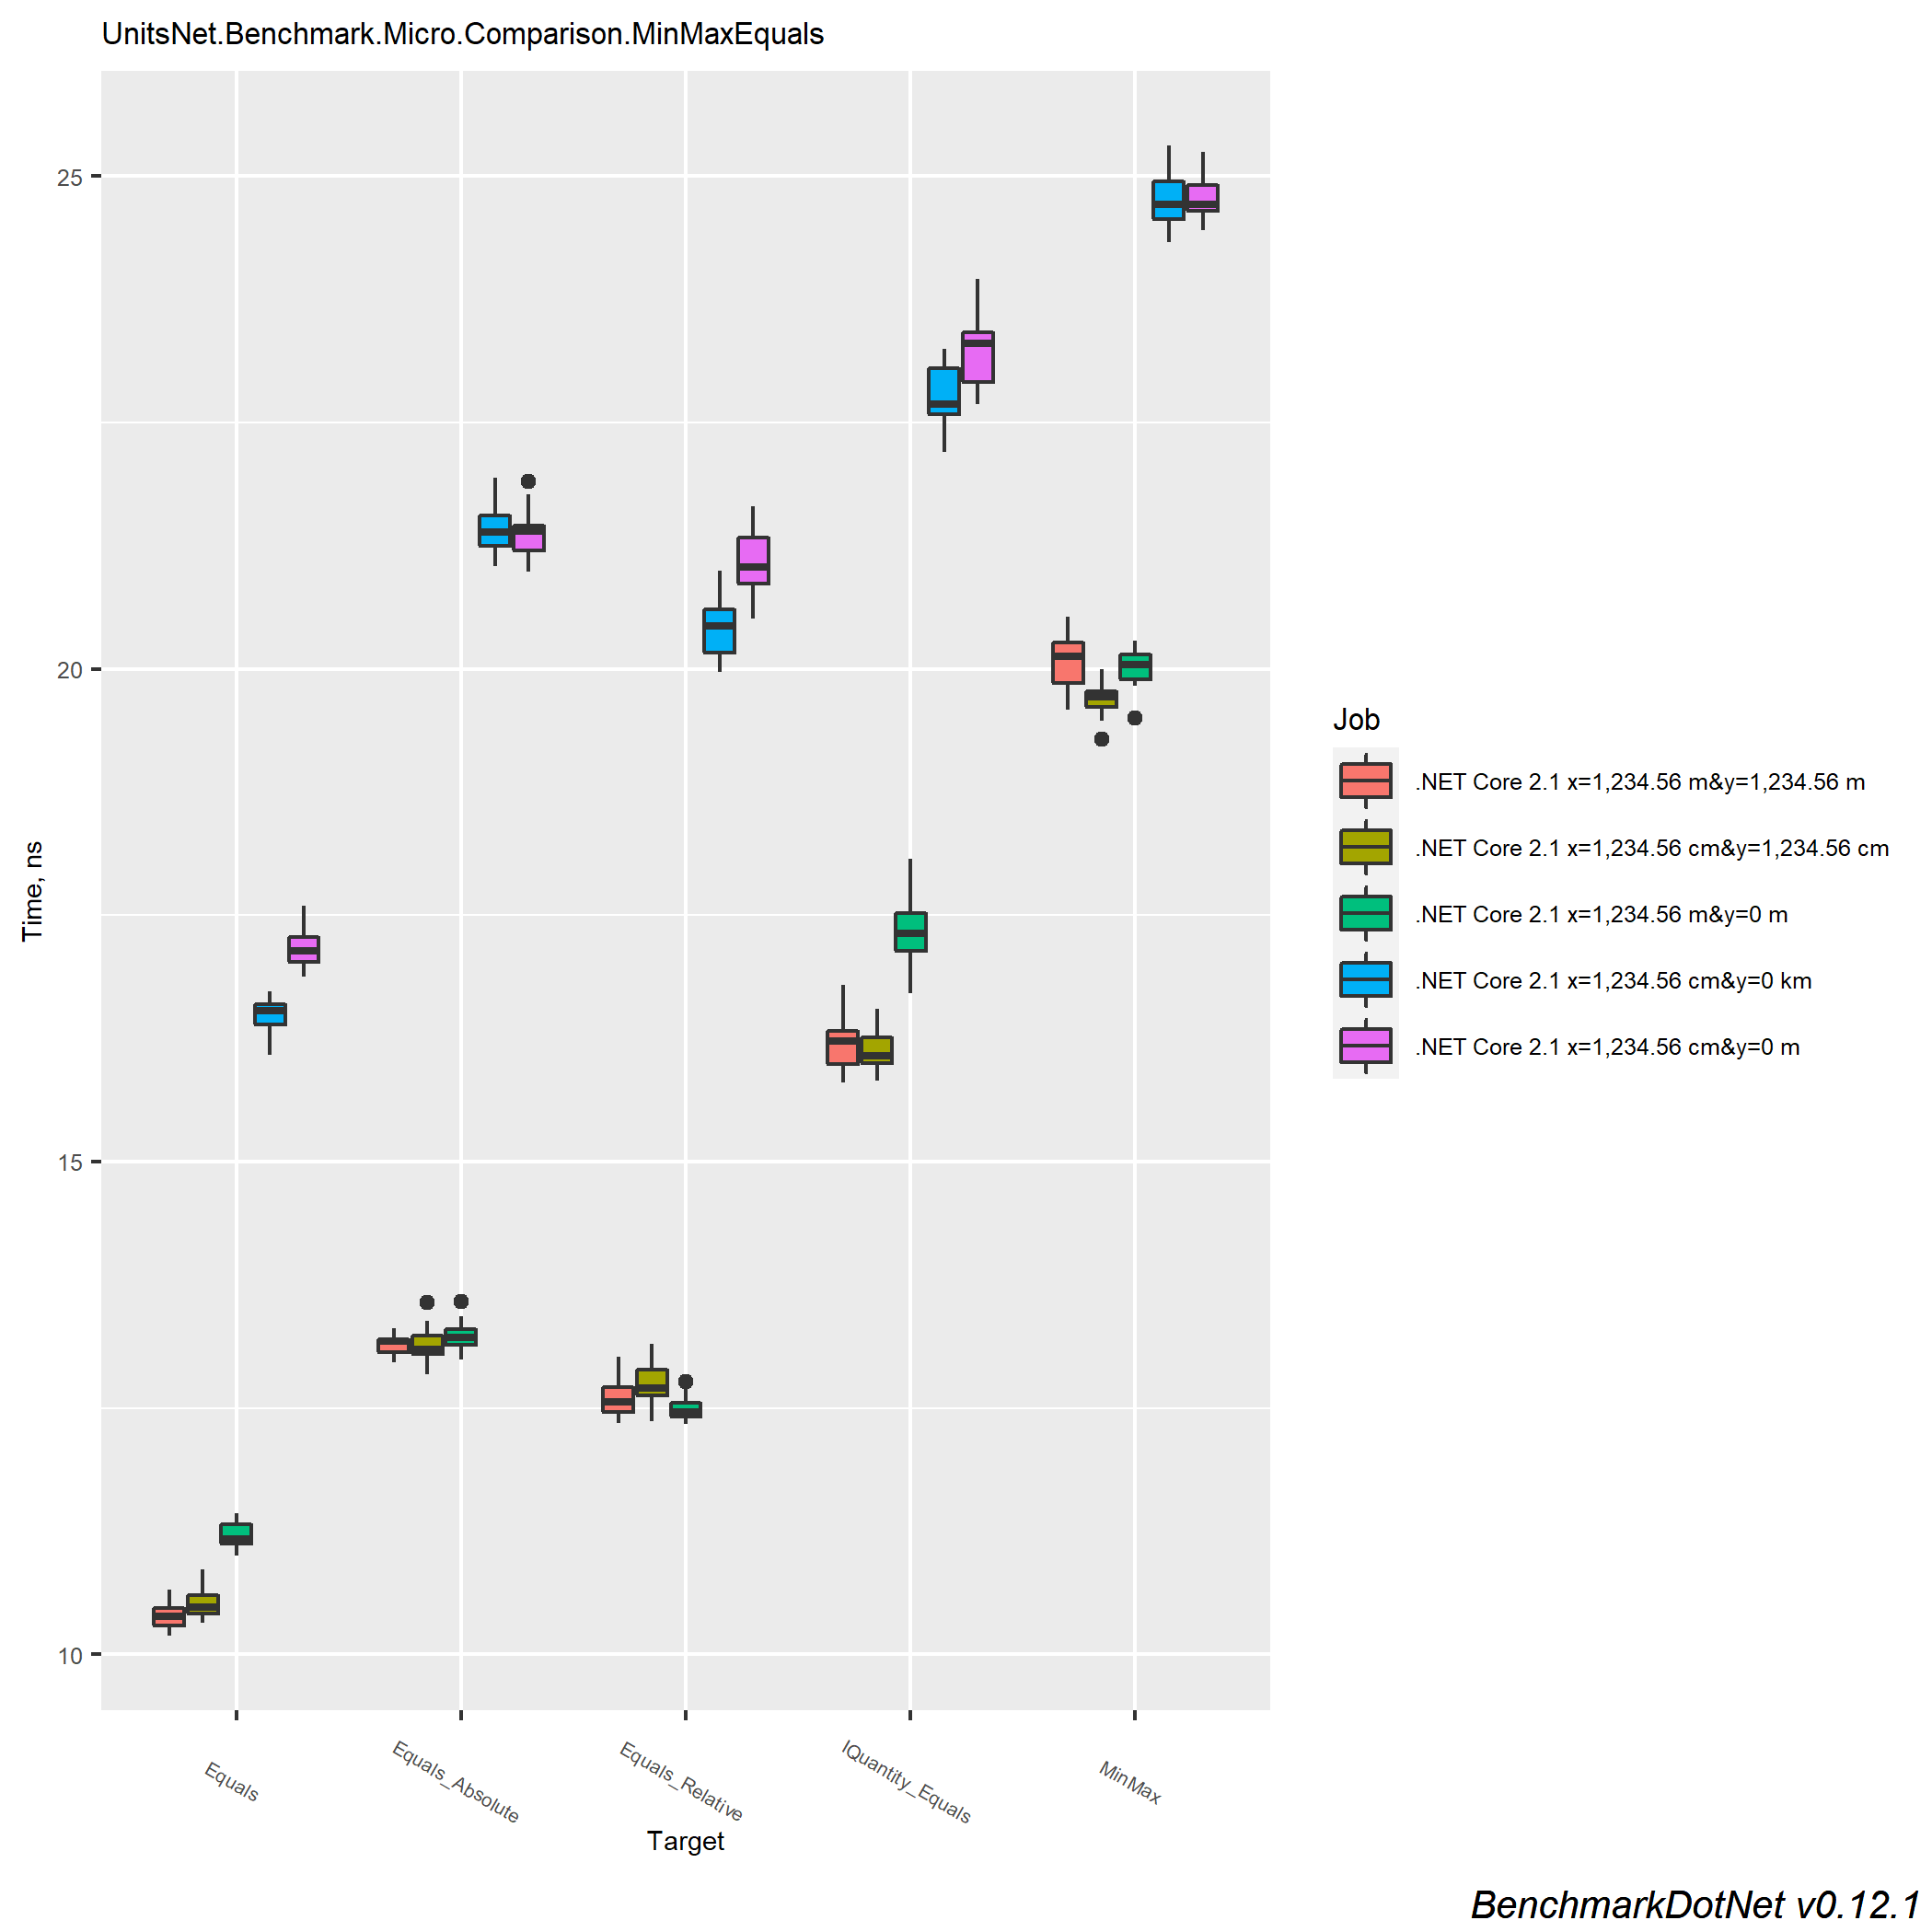 UnitsNet.Benchmark.Micro.Comparison.MinMaxEquals
25
20
15
10
Time, ns
Equals
Equals_Absolute
Equals_Relative
IQuantity_Equals
MinMax
Target
Job
.NET Core 2.1 x=1,234.56 m&y=1,234.56 m
.NET Core 2.1 x=1,234.56 cm&y=1,234.56 cm
.NET Core 2.1 x=1,234.56 m&y=0 m
.NET Core 2.1 x=1,234.56 cm&y=0 km
.NET Core 2.1 x=1,234.56 cm&y=0 m
BenchmarkDotNet v0.12.1